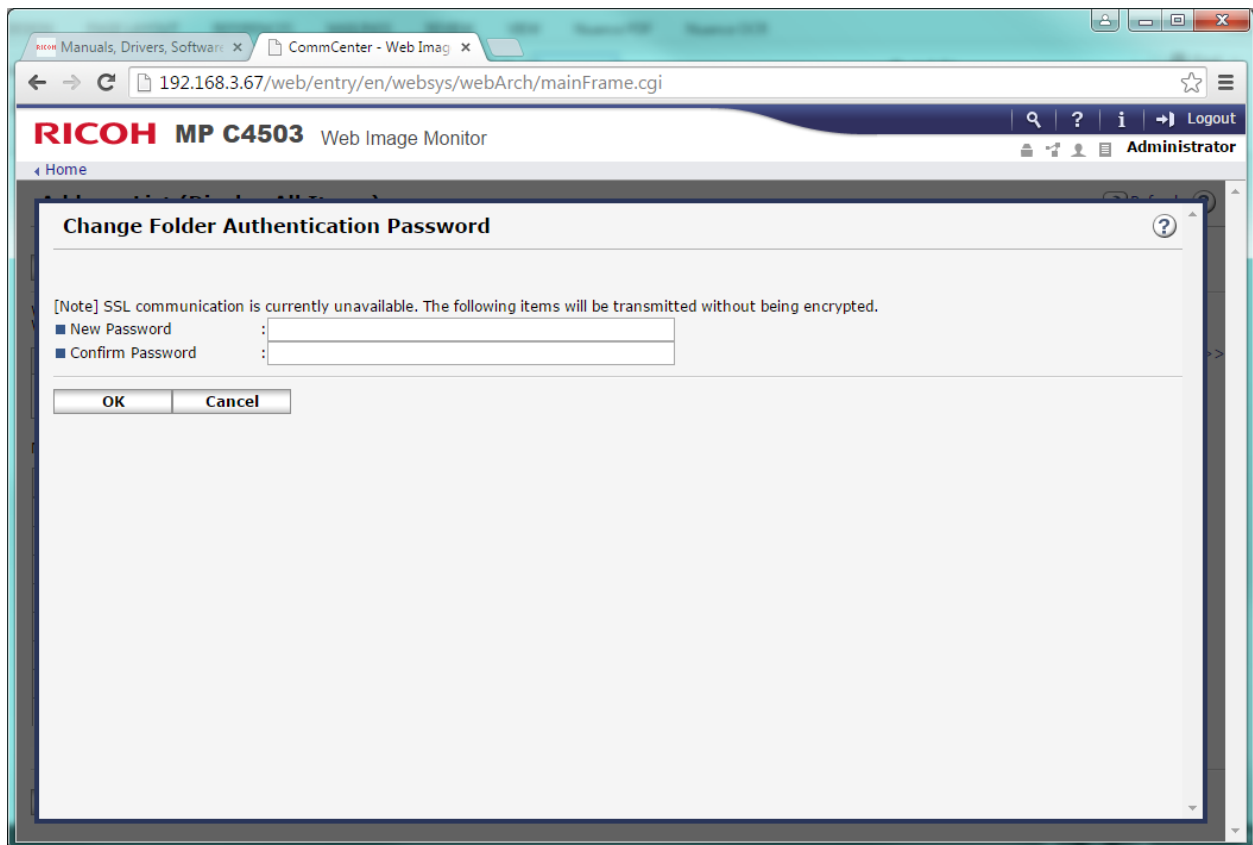 RICOH Manuals, Drivers, Software × CommCenter - Web Imag ×
192.168.3.67/web/entry/en/websys/webArch/mainFrame.cgi
RICOH MP C4503 Web Image Monitor
? i Logout
Administrator
Home
Change Folder Authentication Password
?
[Note] SSL communication is currently unavailable. The following items will be transmitted without being encrypted.
New Password :
Confirm Password :
OK Cancel